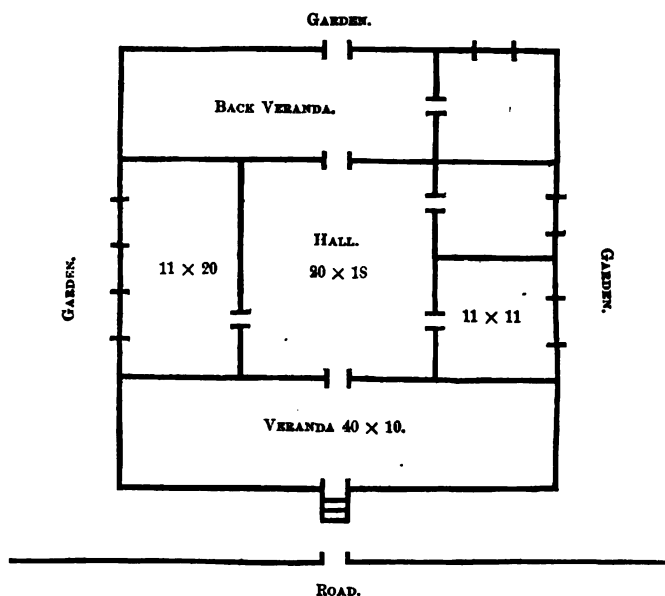 GARDEN.
BACK VERANDA.
GARDEN.
11 × 20
HALL.
20 × 18
GARDEN.
11 × 11
VERANDA 40 × 10.
ROAD.